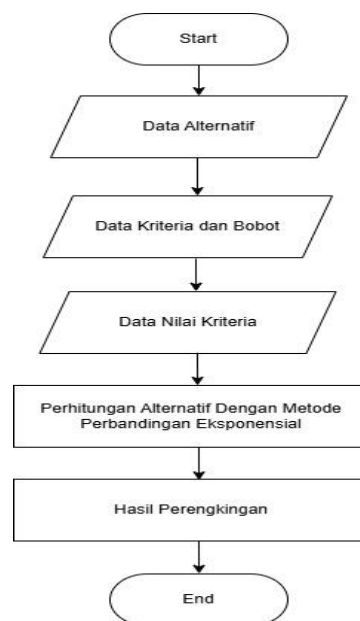 Start
Data Alternatif
Data Kriteria dan Bobot
Data Nilai Kriteria
Perhitungan Alternatif Dengan Metode
Perbandingan Eksponensial
Hasil Perengkingan
End